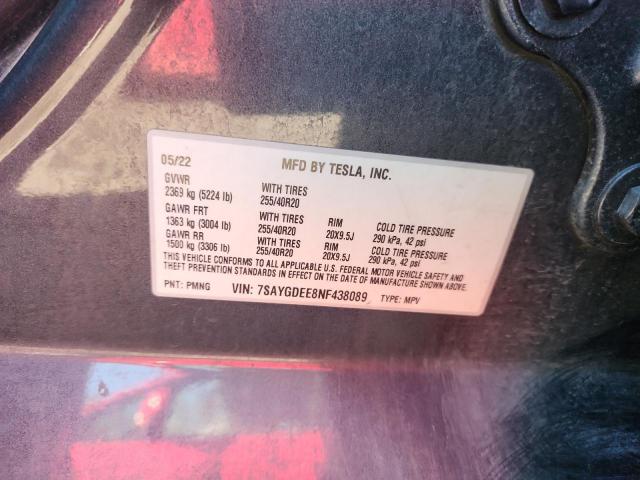 05/22 MFD BY TESLA, INC.
GVWR
2369 kg (5224 lb) WITH TIRES 255/40R20
GAWR FRT
1363 kg (3004 lb) WITH TIRES 255/40R20 RIM 20X9.5J COLD TIRE PRESSURE 290 kPa, 42 psi
GAWR RR
1500 kg (3306 lb) WITH TIRES 255/40R20 RIM 20X9.5J COLD TIRE PRESSURE 290 kPa, 42 psi
THIS VEHICLE CONFORMS TO ALL APPLICABLE U.S. FEDERAL MOTOR VEHICLE SAFETY AND
THEFT PREVENTION STANDARDS IN EFFECT ON THE DATE OF MANUFACTURE SHOWN ABOVE.
PNT: PMNG VIN: 7SAYGDEE8NF438089 TYPE: MPV